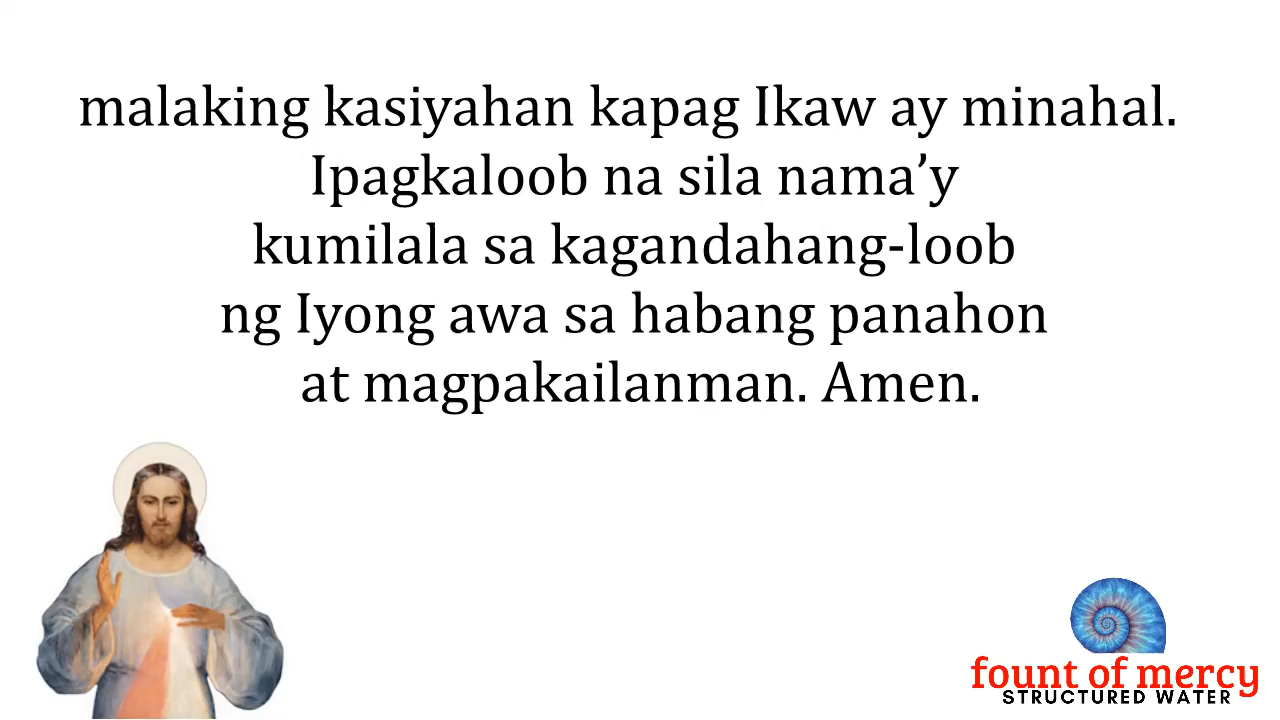 malaking kasiyahan kapag Ikaw ay minahal.
Ipagkaloob na sila nama’y
kumilala sa kagandahang-loob
ng Iyong awa sa habang panahon
at magpakailanman. Amen.
fount of mercy
STRUCTURED WATER